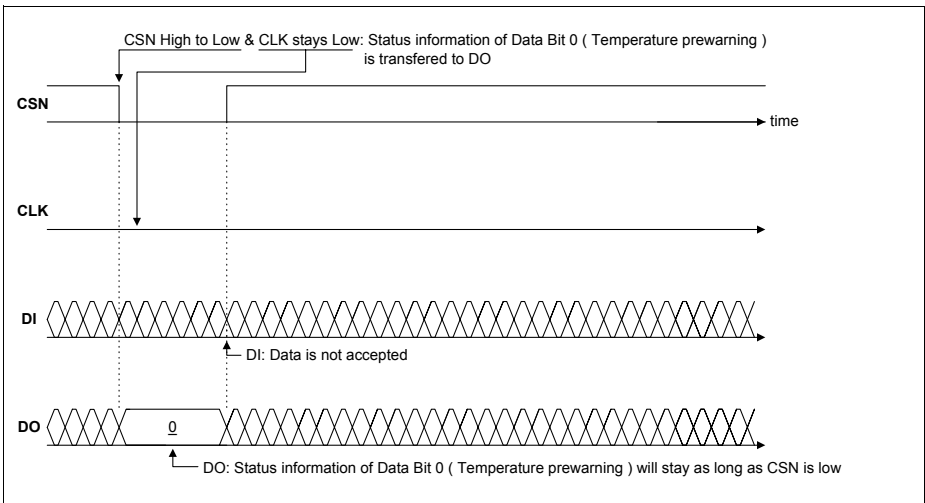 CSN High to Low & CLK stays Low: Status information of Data Bit 0 ( Temperature prewarning )
is transfered to DO
CSN
time
CLK
DI
DI: Data is not accepted
DO
0
DO: Status information of Data Bit 0 ( Temperature prewarning ) will stay as long as CSN is low